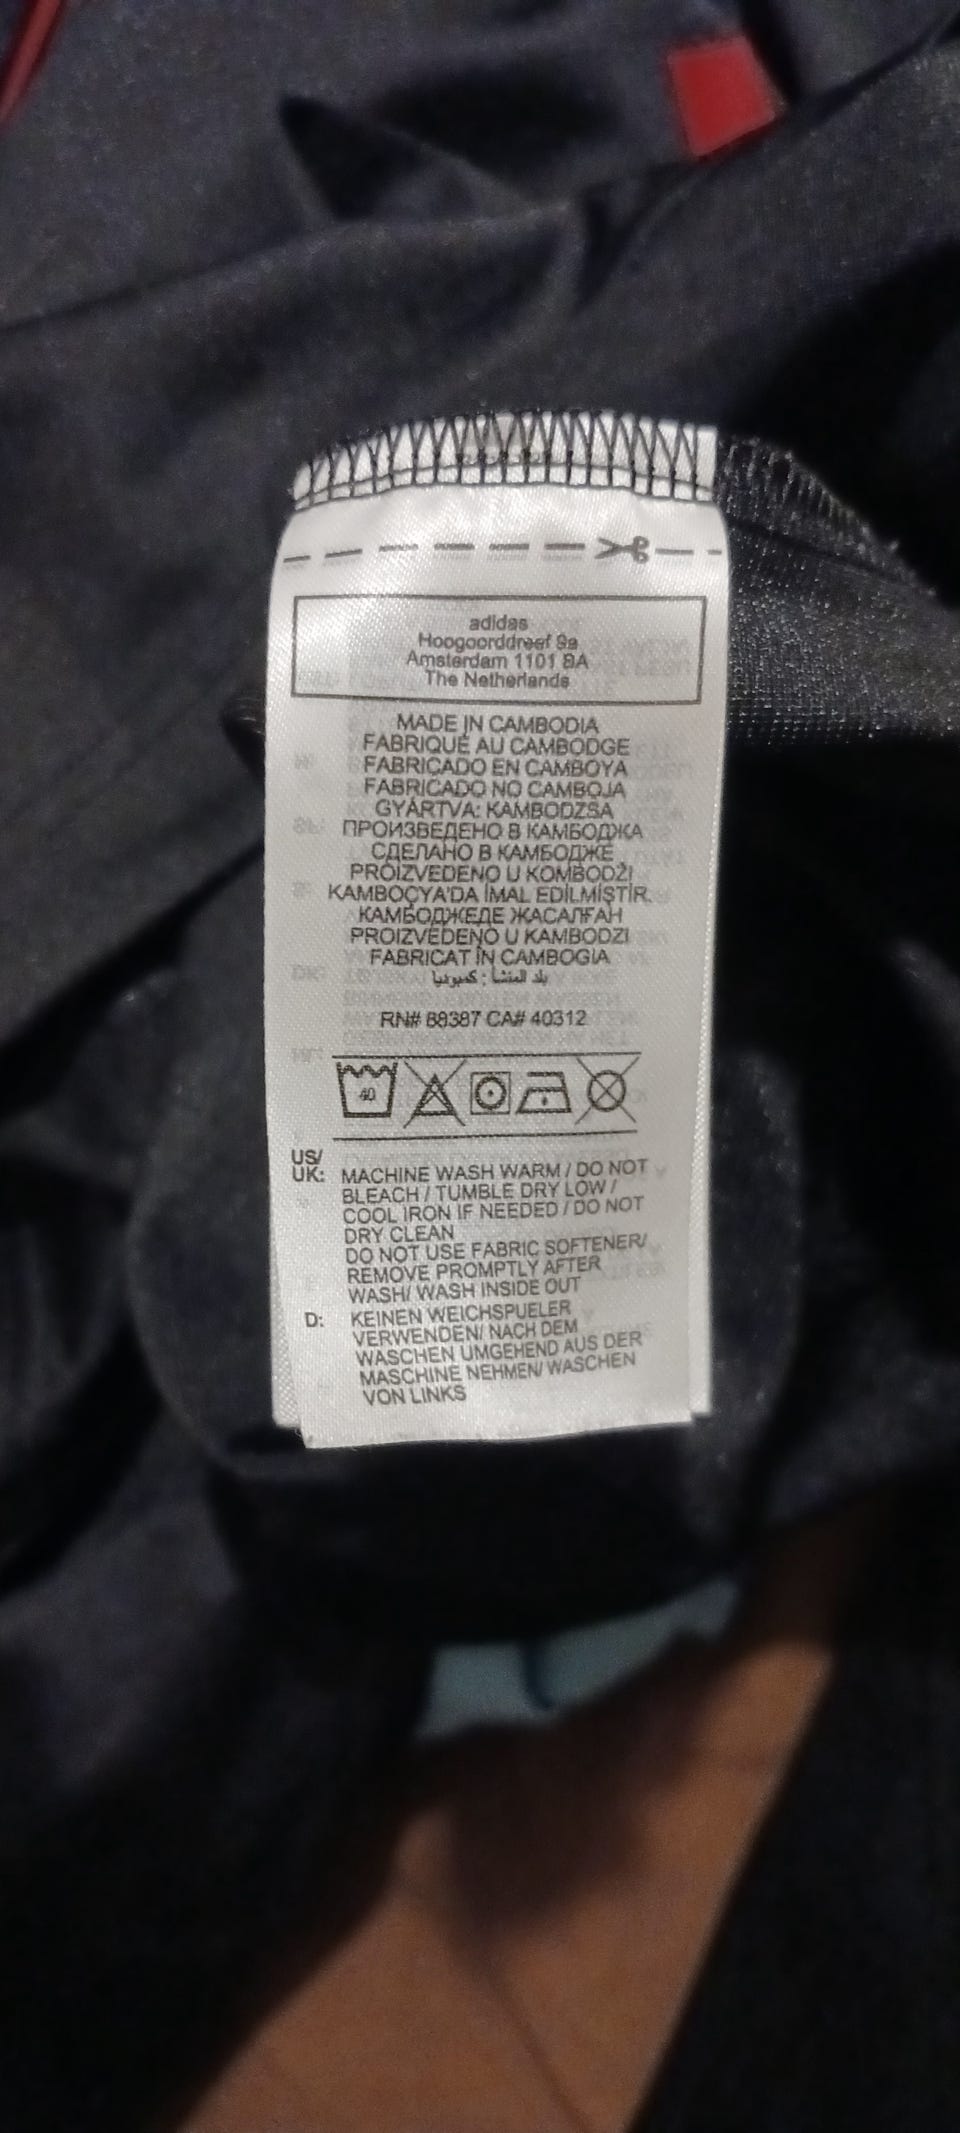 adidas
Hoogoorddreef 9a
Amsterdam 1101 BA
The Netherlands
MADE IN CAMBODIA
FABRIQUÉ AU CAMBODGE
FABRICADO EN CAMBOYA
FABRICADO NO CAMBOJA
GYÁRTVA: KAMBODZSA
ПРОИЗВЕДЕНО В КАМБОДЖА
СДЕЛАНО В КАМБОДЖЕ
PROIZVEDENO U KOMBODŽI
KAMBOÇYA'DA İMAL EDİLMİŞTİR.
КАМБОДЖЕДЕ ЖАСАЛҒАН
PROIZVEDENO U KAMBODZI
FABRICAT ÎN CAMBOGIA
بلد المنشأ : كمبوديا
RN# 88387 CA# 40312
40
US/
UK: MACHINE WASH WARM / DO NOT
BLEACH / TUMBLE DRY LOW /
COOL IRON IF NEEDED / DO NOT
DRY CLEAN
DO NOT USE FABRIC SOFTENER/
REMOVE PROMPTLY AFTER
WASH/ WASH INSIDE OUT
D: KEINEN WEICHSPUELER
VERWENDEN/ NACH DEM
WASCHEN UMGEHEND AUS DER
MASCHINE NEHMEN/ WASCHEN
VON LINKS